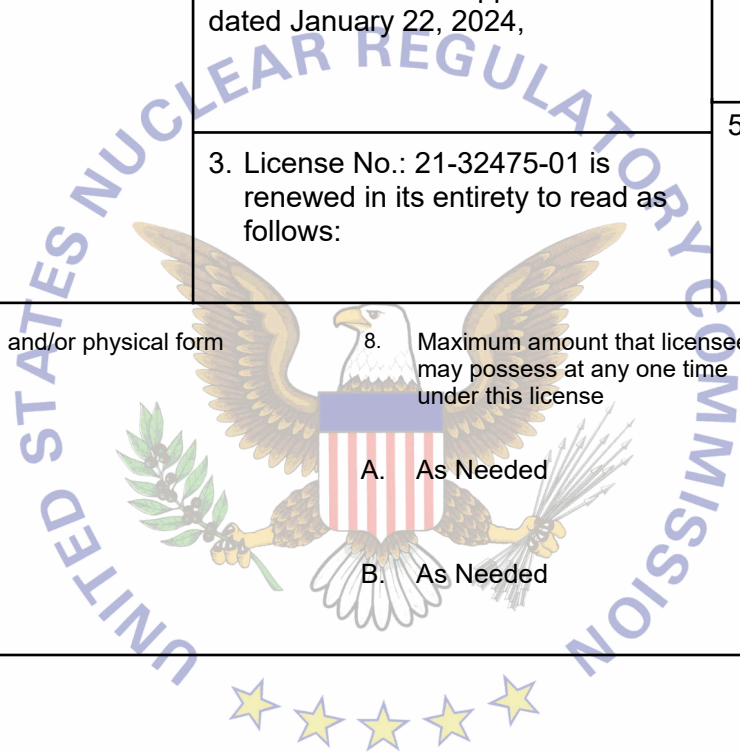 dated January 22, 2024,
3. License No.: 21-32475-01 is
renewed in its entirety to read as
follows:
5
and/or physical form
8. Maximum amount that licensee
may possess at any one time
under this license
A. As Needed
B. As Needed
UNITED STATES NUCLEAR REGULATORY COMMISSION